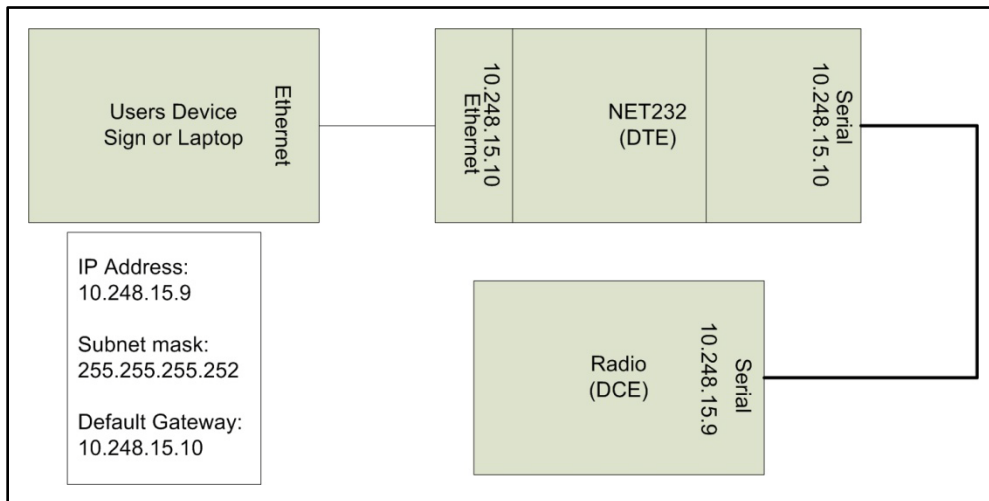 Users Device
Sign or Laptop
Ethernet
10.248.15.10
Ethernet
NET232
(DTE)
Serial
10.248.15.10
IP Address:
10.248.15.9
Subnet mask:
255.255.255.252
Default Gateway:
10.248.15.10
Radio
(DCE)
Serial
10.248.15.9